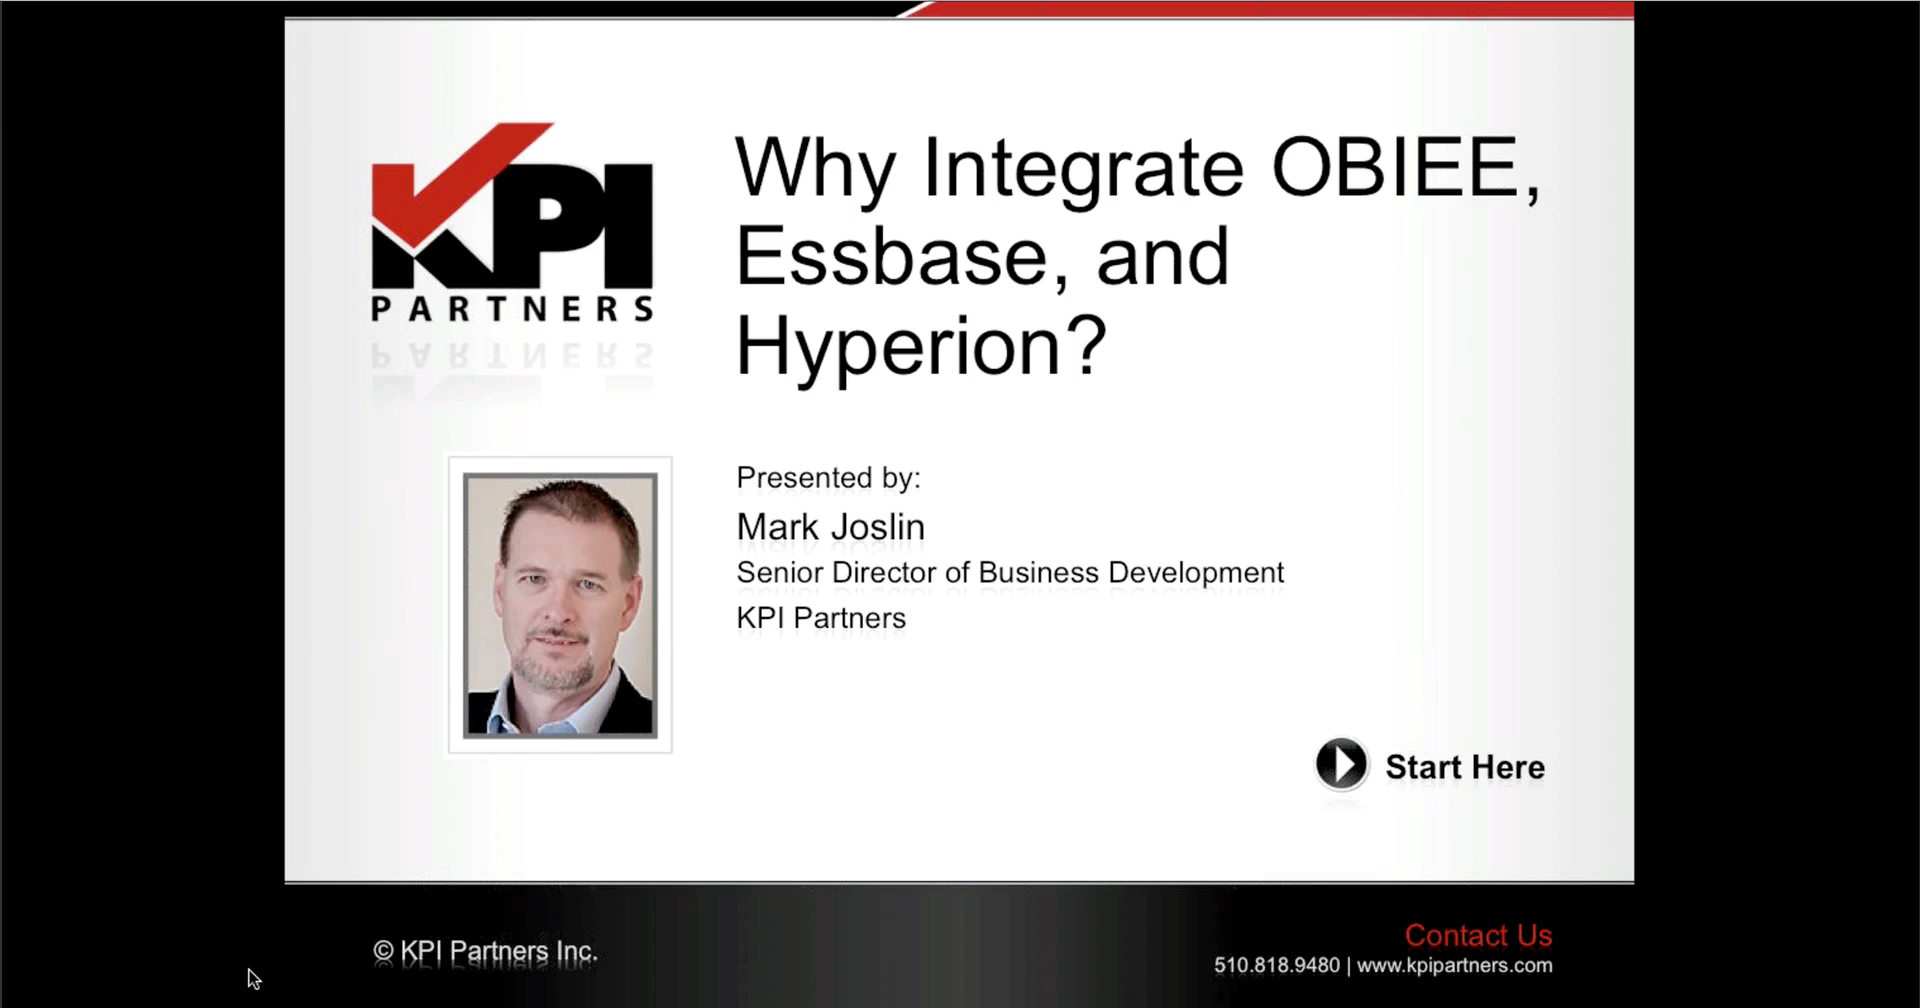 KPI
PARTNERS
Why Integrate OBIEE,
Essbase, and
Hyperion?
Presented by:
Mark Joslin
Senior Director of Business Development
KPI Partners
Start Here
© KPI Partners Inc.
Contact Us
510.818.9480 | www.kpipartners.com